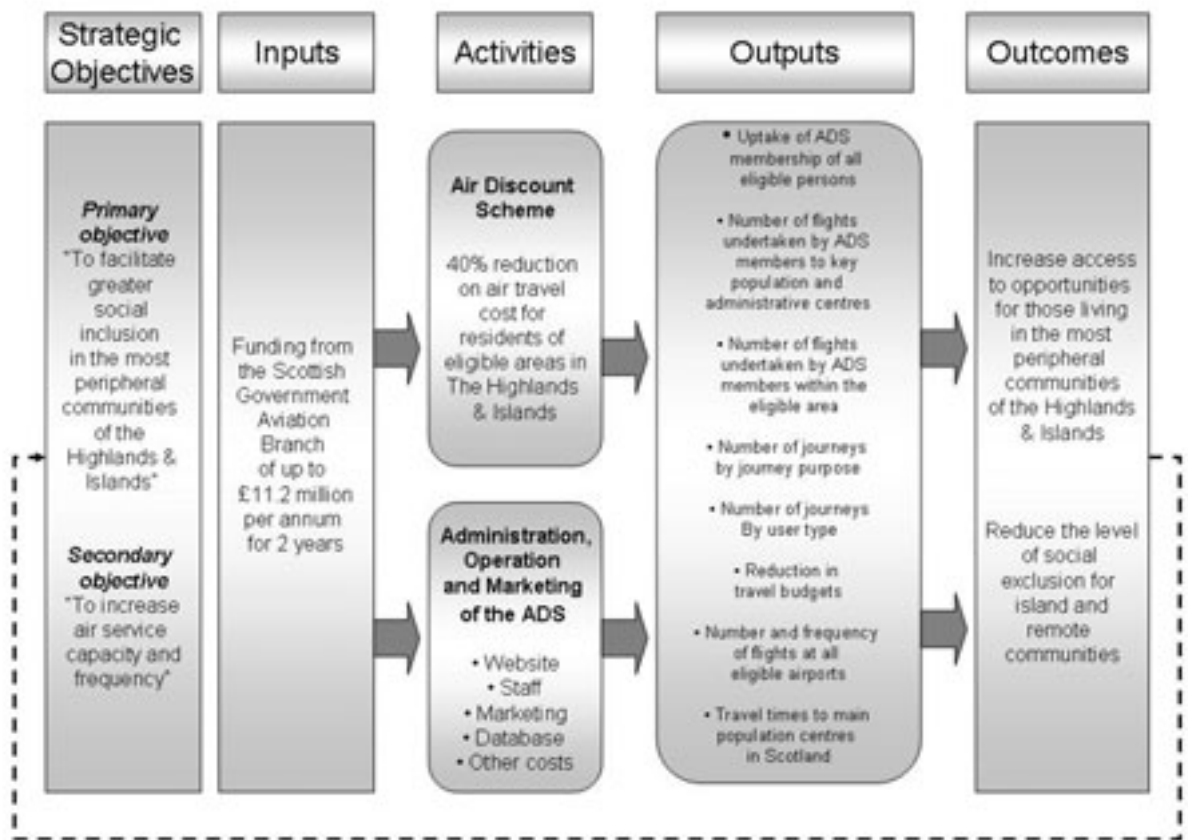 Strategic
Objectives
Inputs
Activities
Outputs
Outcomes
Primary
objective
"To facilitate
greater
social
inclusion
in the most
peripheral
communities
of the
Highlands &
Islands"
Secondary
objective
"To increase
air service
capacity and
frequency"
Funding from
the Scottish
Government
Aviation
Branch
of up to
£11.2 million
per annum
for 2 years
Air Discount
Scheme
40% reduction
on air travel
cost for
residents of
eligible areas in
The Highlands
& Islands
Administration,
Operation
and Marketing
of the ADS
• Website
• Staff
• Marketing
• Database
• Other costs
• Uptake of ADS
membership of all
eligible persons
• Number of flights
undertaken by ADS
members to key
population and
administrative centres
• Number of flights
undertaken by ADS
members within the
eligible area
• Number of journeys
by journey purpose
• Number of journeys
By user type
• Reduction in
travel budgets
• Number and frequency
of flights at all
eligible airports
• Travel times to main
population centres
in Scotland
Increase access
to opportunities
for those living
in the most
peripheral
communities
of the Highlands
& Islands
Reduce the level
of social
exclusion for
island and
remote
communities